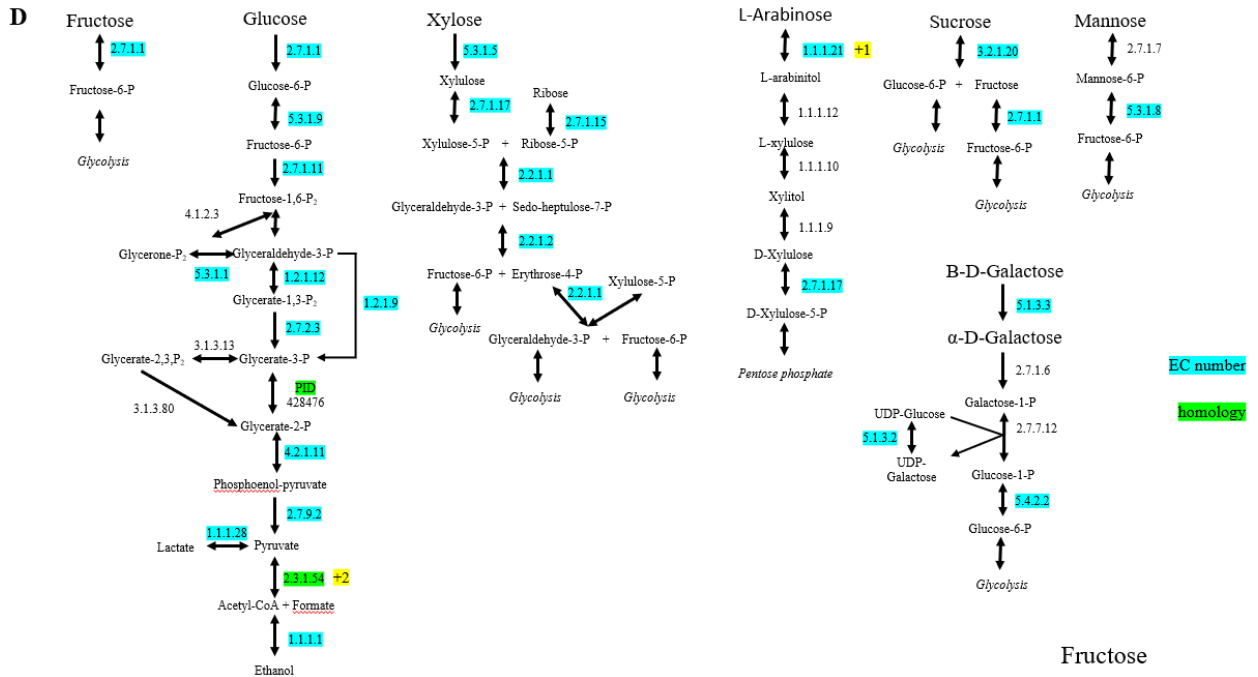 D
Fructose
2.7.1.1
Fructose-6-P
Glycolysis
Glucose
2.7.1.1
Glucose-6-P
5.3.1.9
Fructose-6-P
2.7.1.11
Fructose-1,6-P₂
4.1.2.3
Glycerone-P₂
Glyceraldehyde-3-P
5.3.1.1
1.2.1.12
1.2.1.9
Glycerate-1,3-P₂
2.7.2.3
3.1.3.13
Glycerate-2,3,P₂
Glycerate-3-P
PID
428476
3.1.3.80
Glycerate-2-P
4.2.1.11
Phosphoenol-pyruvate
2.7.9.2
1.1.1.28
Lactate
Pyruvate
2.3.1.54 +2
Acetyl-CoA + Formate
1.1.1.1
Ethanol
Xylose
5.3.1.5
Xylulose
2.7.1.17
Ribose
2.7.1.15
Xylulose-5-P + Ribose-5-P
2.2.1.1
Glyceraldehyde-3-P + Sedo-heptulose-7-P
2.2.1.2
Fructose-6-P + Erythrose-4-P
Xylulose-5-P
2.2.1.1
Glycolysis
Glyceraldehyde-3-P + Fructose-6-P
Glycolysis
Glycolysis
L-Arabinose
1.1.1.21 +1
L-arabinitol
1.1.1.12
L-xylulose
1.1.1.10
Xylitol
1.1.1.9
D-Xylulose
2.7.1.17
D-Xylulose-5-P
Pentose phosphate
Sucrose
3.2.1.20
Glucose-6-P + Fructose
2.7.1.1
Glycolysis
Fructose-6-P
Glycolysis
Mannose
2.7.1.7
Mannose-6-P
5.3.1.8
Fructose-6-P
Glycolysis
B-D-Galactose
5.1.3.3
α-D-Galactose
2.7.1.6
Galactose-1-P
UDP-Glucose
2.7.7.12
5.1.3.2
UDP-
Galactose
Glucose-1-P
5.4.2.2
Glucose-6-P
Glycolysis
EC number
homology
Fructose